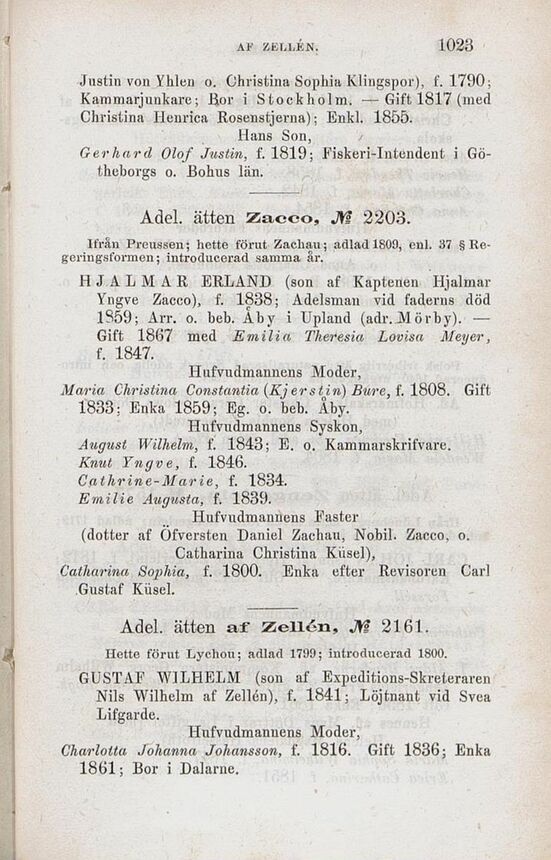 AF ZELLÉN. 1023
Justin von Yhlen o. Christina Sophia Klingspor), f. 1790;
Kammarjunkare; Bor i Stockholm. — Gift 1817 (med
Christina Henrica Rosenstjerna); Enkl. 1855.
Hans Son,
Gerhard Olof Justin, f. 1819; Fiskeri-Intendent i Gö-
theborgs o. Bohus län.
Adel. ätten Zacco, № 2203.
Ifrån Preussen; hette förut Zachau; adlad 1809, enl. 37 § Re-
geringsformen; introducerad samma år.
HJALMAR ERLAND (son af Kaptenen Hjalmar
Yngve Zacco), f. 1838; Adelsman vid faderns död
1859; Arr. o. beb. Åby i Upland (adr. Mörby). —
Gift 1867 med Emilia Theresia Lovisa Meyer,
f. 1847.
Hufvudmannens Moder,
Maria Christina Constantia (Kjerstin) Bure, f. 1808. Gift
1833; Enka 1859; Eg. o. beb. Åby.
Hufvudmannens Syskon,
August Wilhelm, f. 1843; E. o. Kammarskrifvare.
Knut Yngve, f. 1846.
Cathrine-Marie, f. 1834.
Emilie Augusta, f. 1839.
Hufvudmannens Faster
(dotter af Öfversten Daniel Zachau, Nobil. Zacco, o.
Catharina Christina Küsel),
Catharina Sophia, f. 1800. Enka efter Revisoren Carl
Gustaf Küsel.
Adel. ätten af Zellén, № 2161.
Hette förut Lychou; adlad 1799; introducerad 1800.
GUSTAF WILHELM (son af Expeditions-Skreteraren
Nils Wilhelm af Zellén), f. 1841; Löjtnant vid Svea
Lifgarde.
Hufvudmannens Moder,
Charlotta Johanna Johansson, f. 1816. Gift 1836; Enka
1861; Bor i Dalarne.